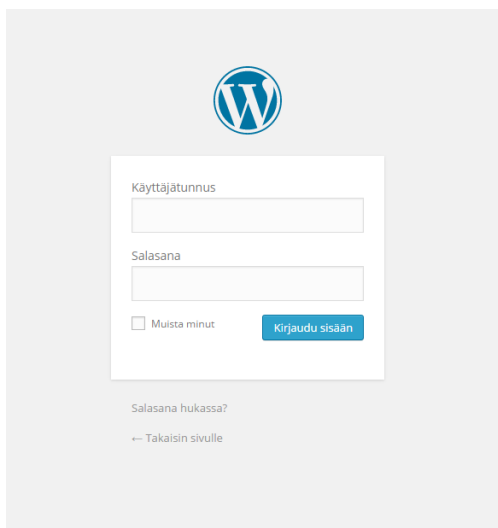 Käyttäjätunnus
Salasana
Muista minut
Kirjaudu sisään
Salasana hukassa?
← Takaisin sivulle